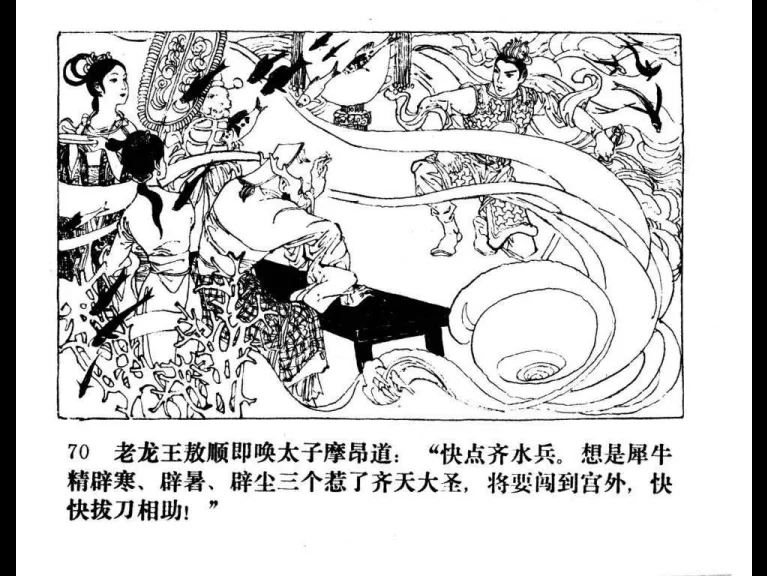 70 老龙王敖顺即唤太子摩昂道：“快点齐水兵。想是犀牛
精辟寒、辟暑、辟尘三个惹了齐天大圣，将要闯到宫外，快
快拔刀相助！”